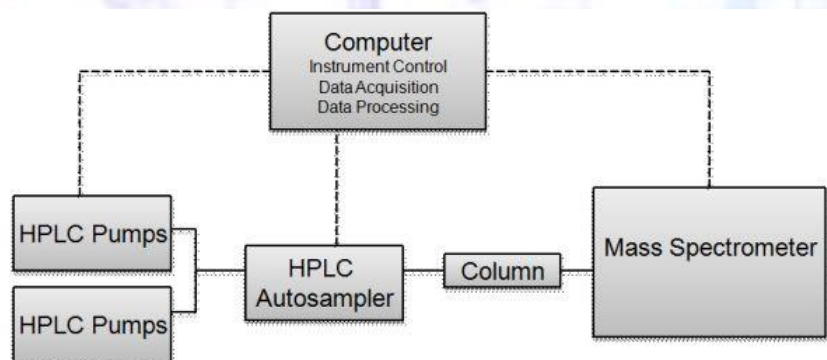 Computer
Instrument Control
Data Acquisition
Data Processing
HPLC Pumps
HPLC Pumps
HPLC
Autosampler
Column
Mass Spectrometer